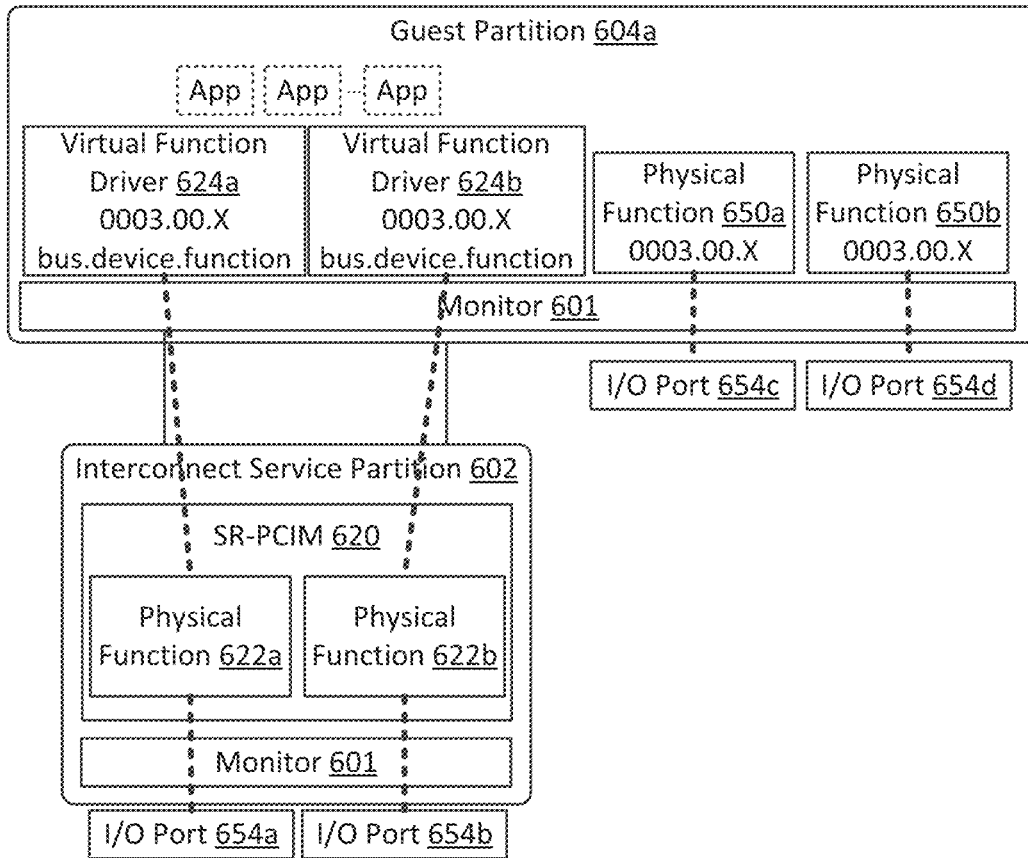 Guest Partition 604a
App App App
Virtual Function
Driver 624a
0003.00.X
bus.device.function
Virtual Function
Driver 624b
0003.00.X
bus.device.function
Physical
Function 650a
0003.00.X
Physical
Function 650b
0003.00.X
Monitor 601
I/O Port 654c
I/O Port 654d
Interconnect Service Partition 602
SR-PCIM 620
Physical
Function 622a
Physical
Function 622b
Monitor 601
I/O Port 654a
I/O Port 654b